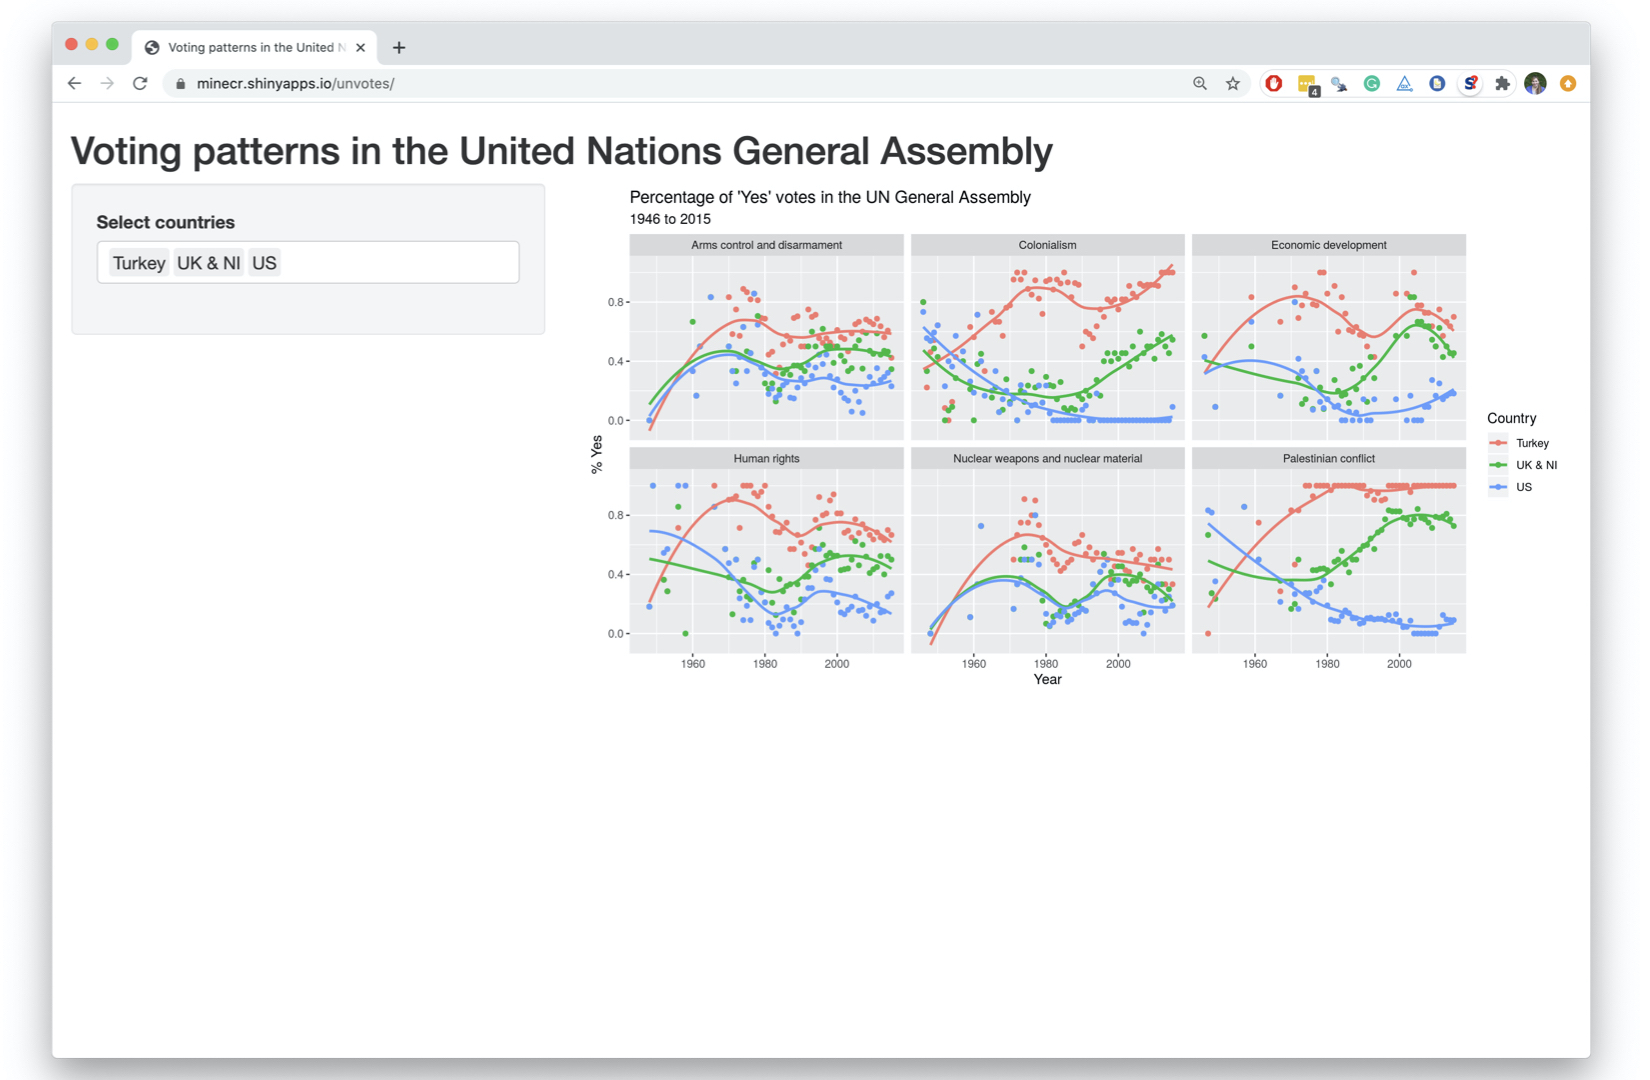 Voting patterns in the United N
minecr.shinyapps.io/unvotes/
4
Voting patterns in the United Nations General Assembly
Select countries
Turkey UK & NI US
Percentage of 'Yes' votes in the UN General Assembly
1946 to 2015
Arms control and disarmament Colonialism Economic development
0.8
0.4
0.0
% Yes
Human rights Nuclear weapons and nuclear material Palestinian conflict
0.8
0.4
0.0
1960 1980 2000 1960 1980 2000 1960 1980 2000
Year
Country
Turkey
UK & NI
US